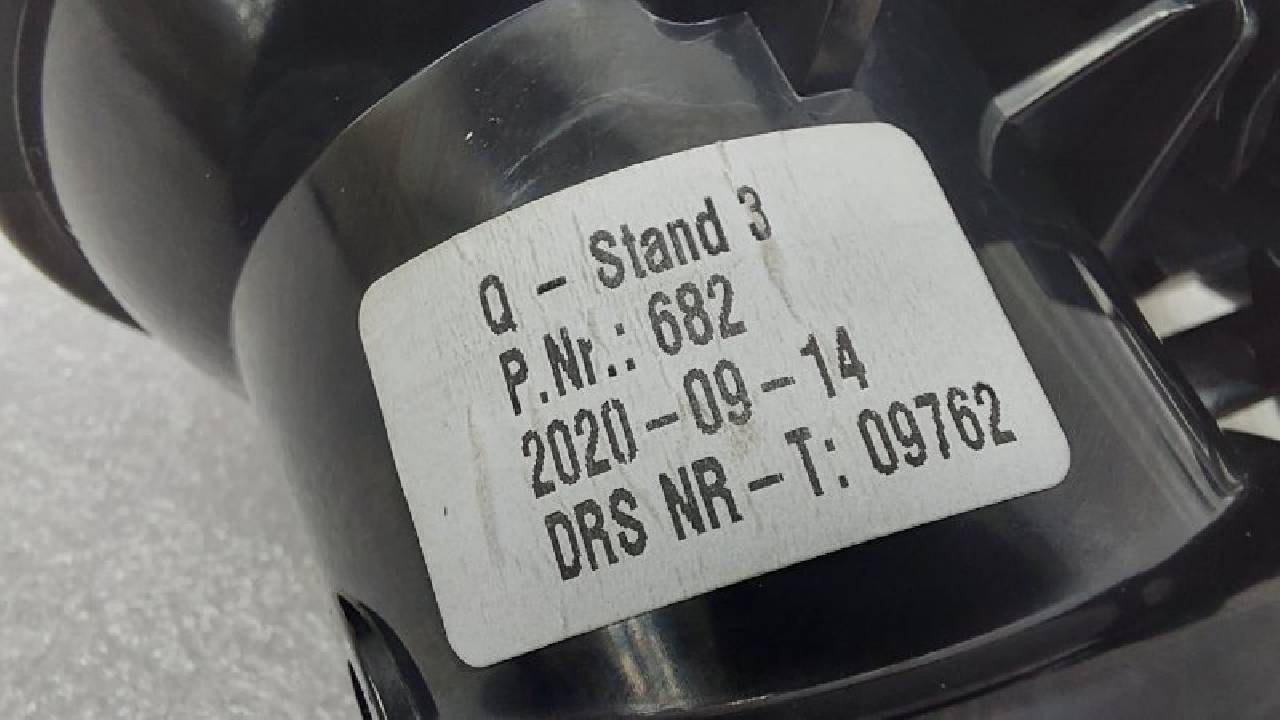 Q - Stand 3
P.Nr.: 682
2020-09-14
DRS NR-T: 09762